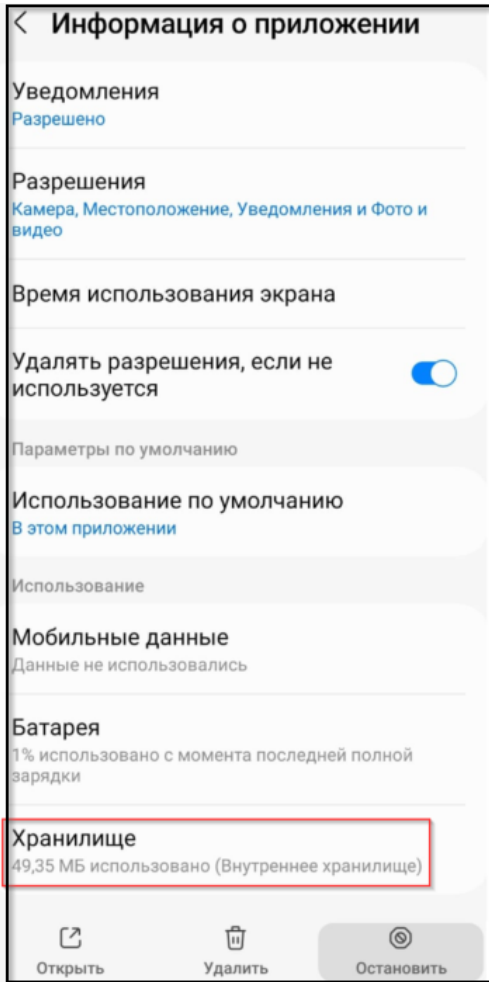 Информация о приложении
Уведомления
Разрешено
Разрешения
Камера, Местоположение, Уведомления и Фото и
видео
Время использования экрана
Удалять разрешения, если не
используется
Параметры по умолчанию
Использование по умолчанию
В этом приложении
Использование
Мобильные данные
Данные не использовались
Батарея
1% использовано с момента последней полной
зарядки
Хранилище
49,35 МБ использовано (Внутреннее хранилище)
Открыть
Удалить
Остановить